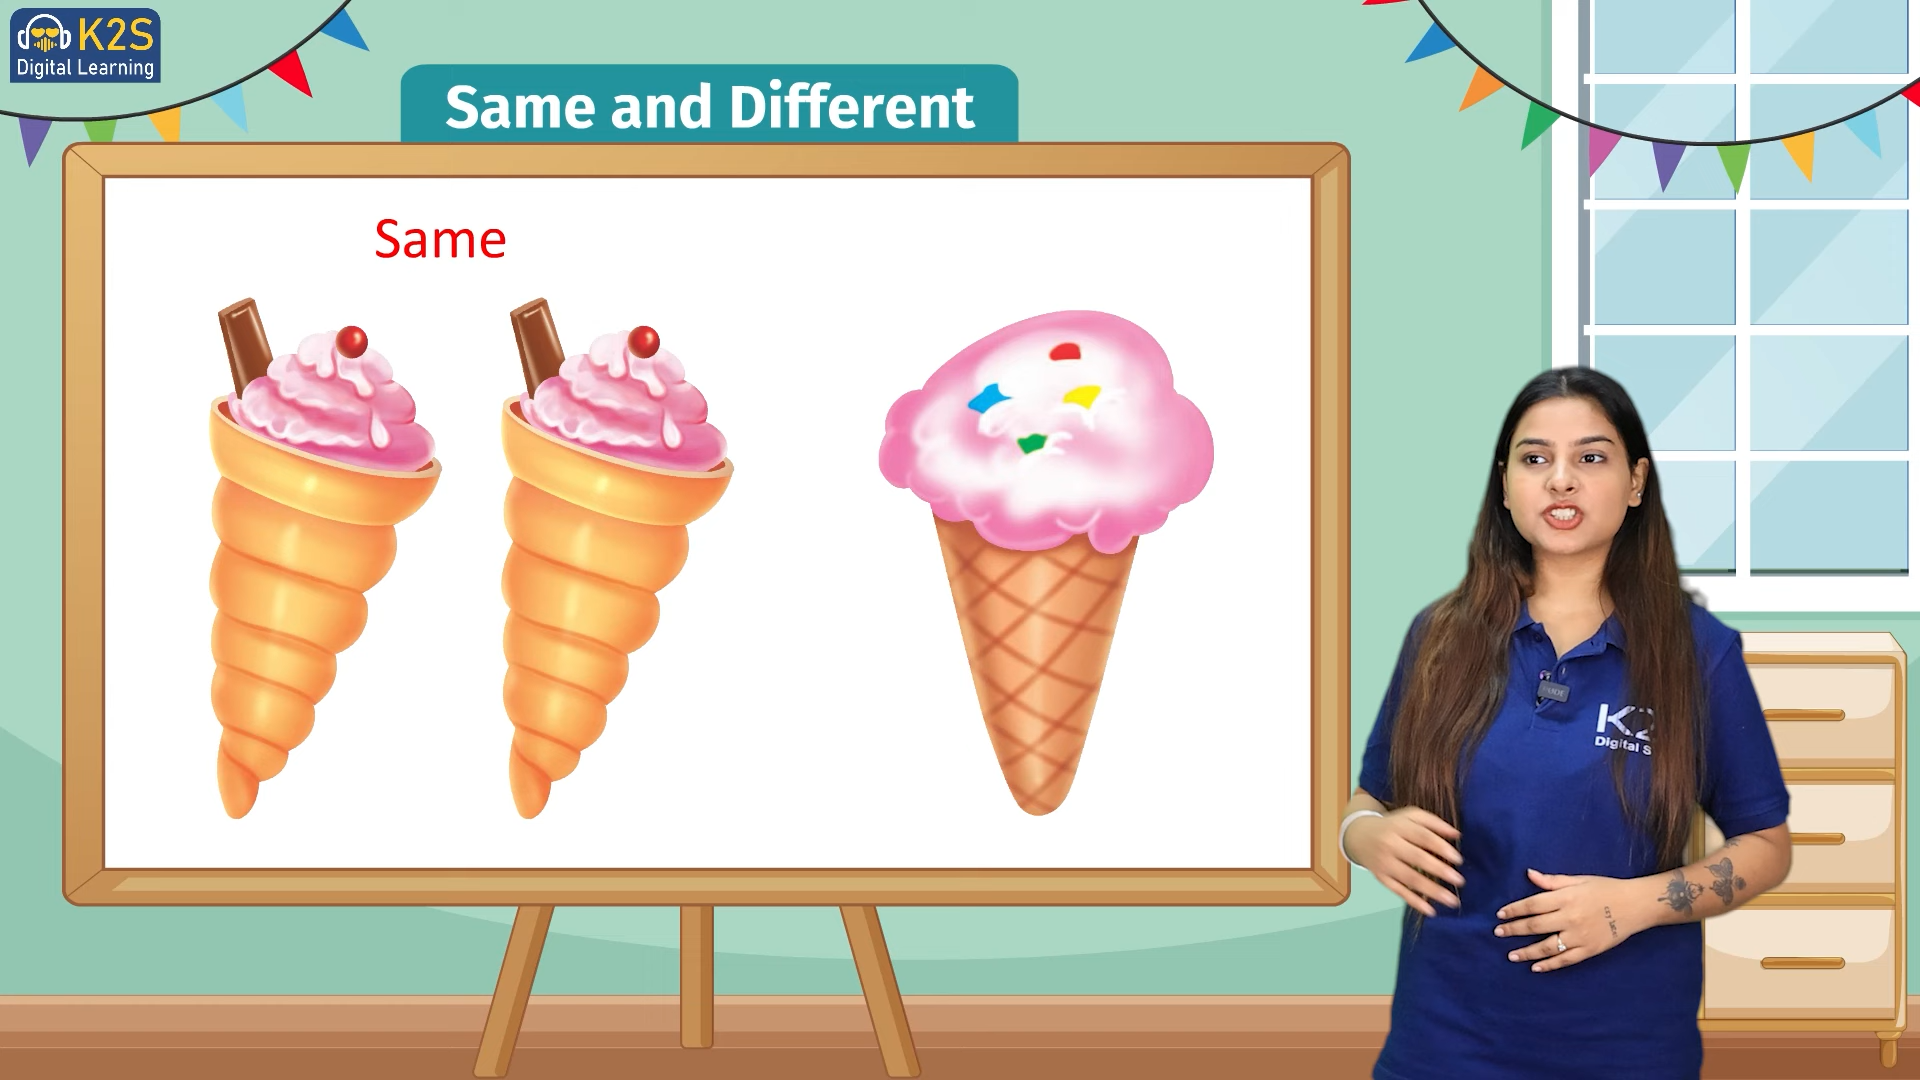 K2S
Digital Learning
Same and Different
Same
K2
Digital S